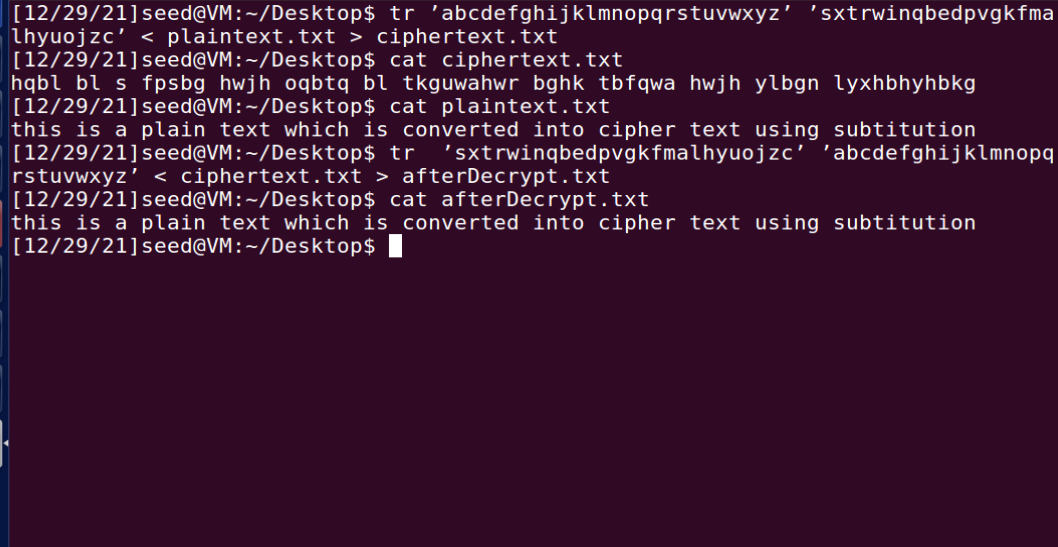 [12/29/21]seed@VM:~/Desktop$ tr ’abcdefghijklmnopqrstuvwxyz’ ’sxtrwinqbedpvgkfma
lhyuojzc’ < plaintext.txt > ciphertext.txt
[12/29/21]seed@VM:~/Desktop$ cat ciphertext.txt
hqbl bl s fpsbg hwjh oqbtq bl tkguwahwr bghk tbfqwa hwjh ylbgn lyxhbhyhbkg
[12/29/21]seed@VM:~/Desktop$ cat plaintext.txt
this is a plain text which is converted into cipher text using subtitution
[12/29/21]seed@VM:~/Desktop$ tr  ’sxtrwinqbedpvgkfmalhyuojzc’ ’abcdefghijklmnopq
rstuvwxyz’ < ciphertext.txt > afterDecrypt.txt
[12/29/21]seed@VM:~/Desktop$ cat afterDecrypt.txt
this is a plain text which is converted into cipher text using subtitution
[12/29/21]seed@VM:~/Desktop$